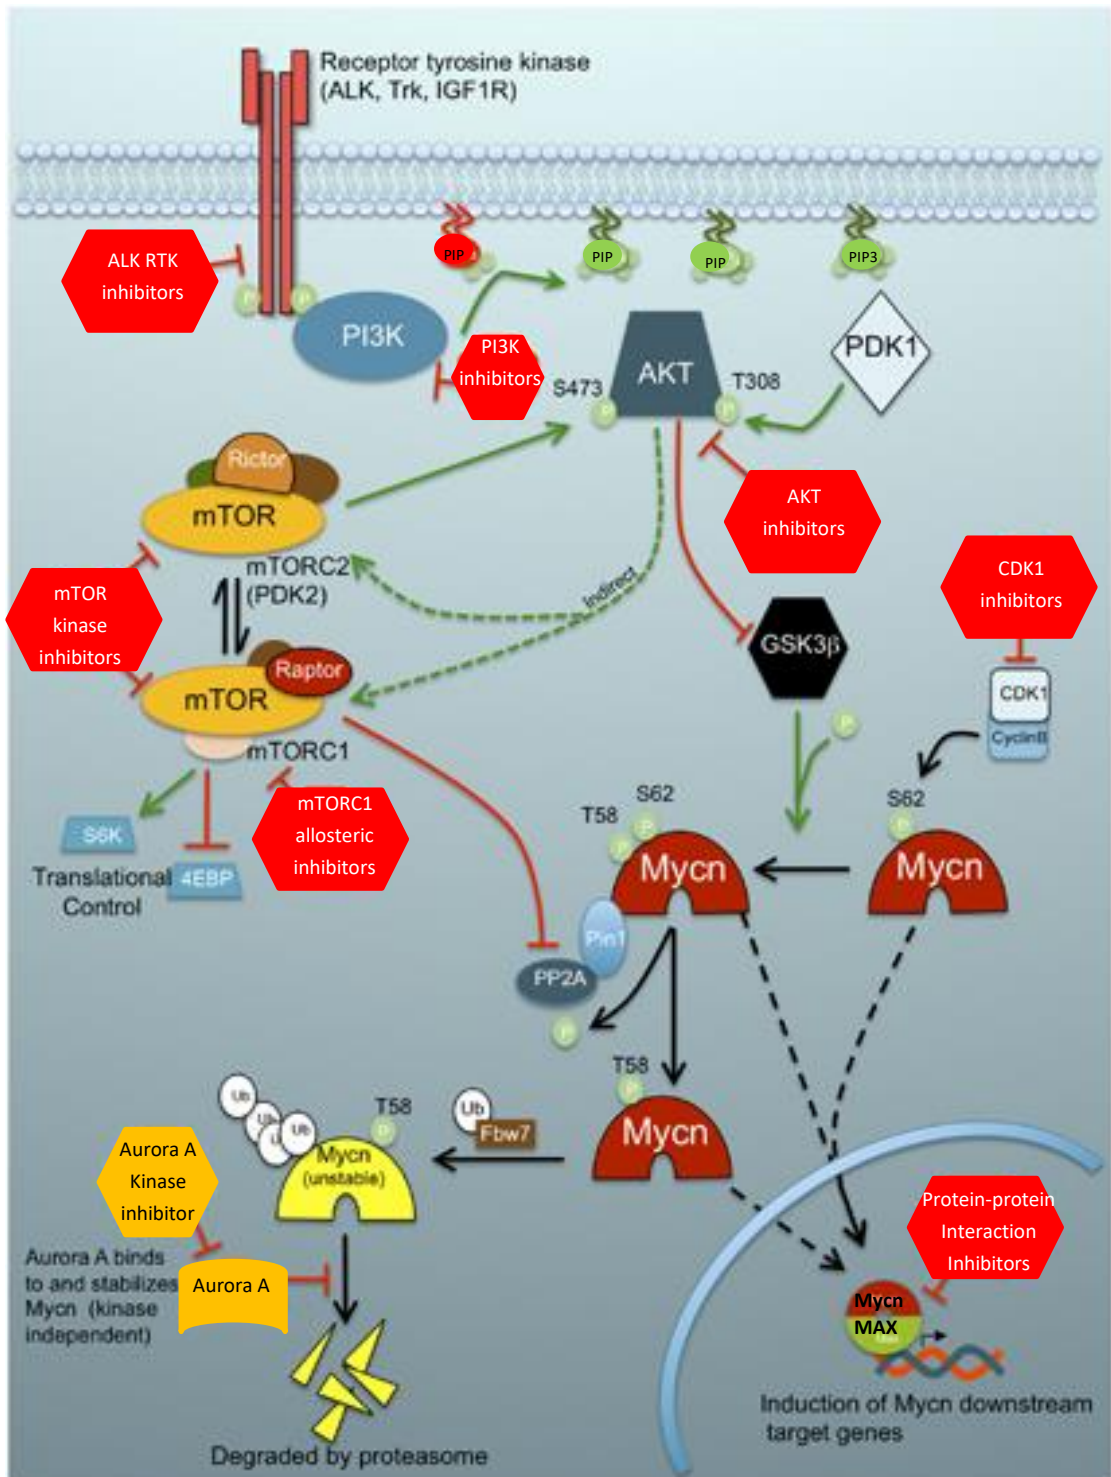 Receptor tyrosine kinase
(ALK, Trk, IGF1R)
ALK RTK
inhibitors
P
P
PI3K
PI3K
inhibitors
PIP
PIP
PIP
PIP3
PDK1
AKT
S473
T308
P
P
AKT
inhibitors
Rictor
mTOR
mTORC2
(PDK2)
mTOR
kinase
inhibitors
Indirect
Raptor
mTOR
mTORC1
mTORC1
allosteric
inhibitors
S6K
4EBP
Translational
Control
GSK3β
P
CDK1
inhibitors
CDK1
CyclinB
S62
P
Mycn
S62
T58
P
P
Mycn
Pin1
PP2A
P
T58
P
Mycn
Ub
Fbw7
Ub
Ub
Ub
T58
P
Mycn
(unstable)
Aurora A
Kinase
inhibitor
Aurora A
Aurora A binds
to and stabilizes
Mycn (kinase
independent)
Degraded by proteasome
Protein-protein
Interaction
Inhibitors
Mycn
MAX
Induction of Mycn downstream
target genes